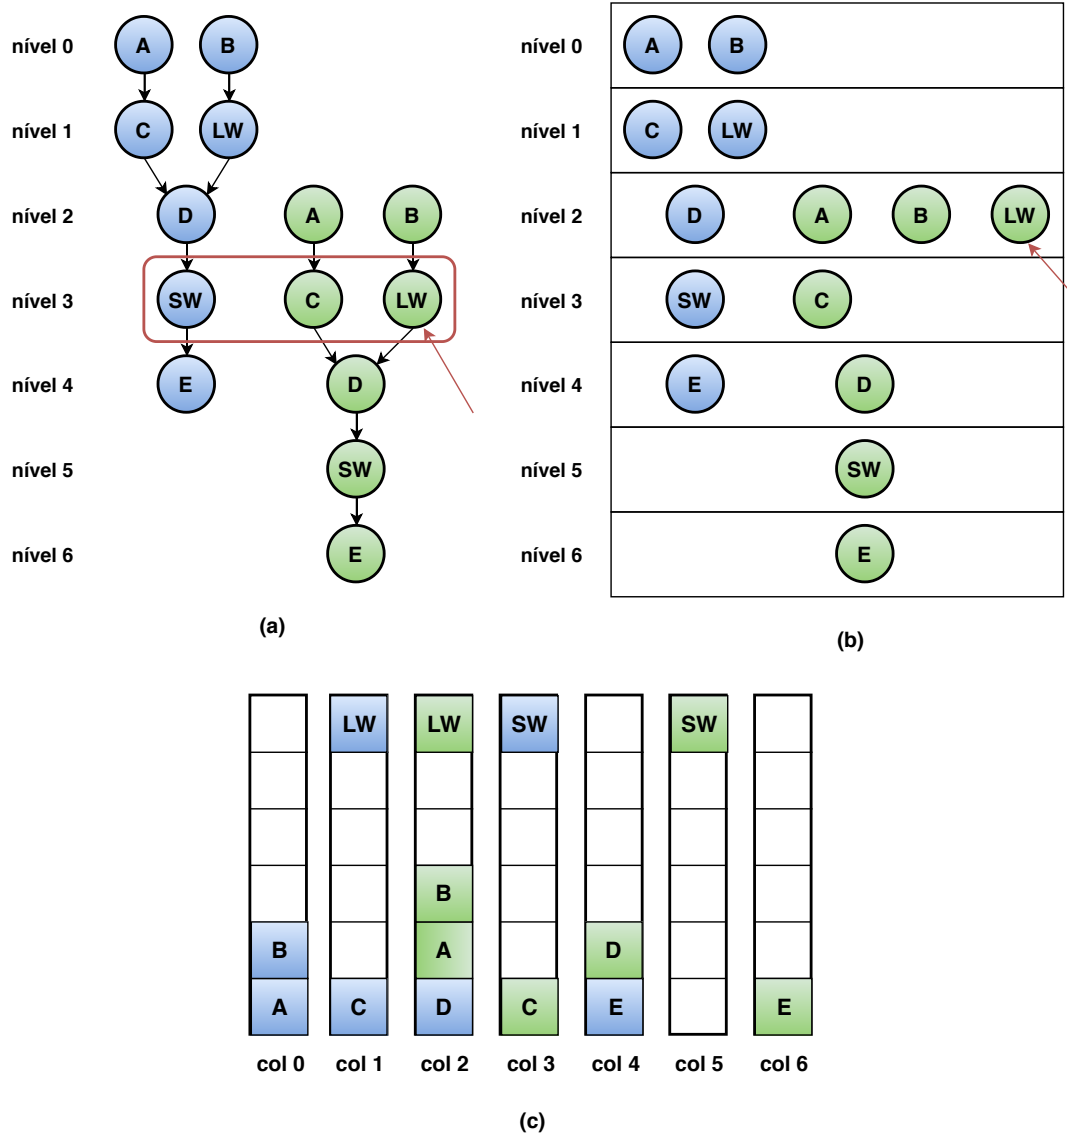 nível 0 A B
nível 1 C LW
nível 2 D A B
nível 3 SW C LW
nível 4 E D
nível 5 SW
nível 6 E
(a)
nível 0 A B
nível 1 C LW
nível 2 D A B LW
nível 3 SW C
nível 4 E D
nível 5 SW
nível 6 E
(b)
LW LW SW SW
B
B A D
A C D C E E
col 0 col 1 col 2 col 3 col 4 col 5 col 6
(c)